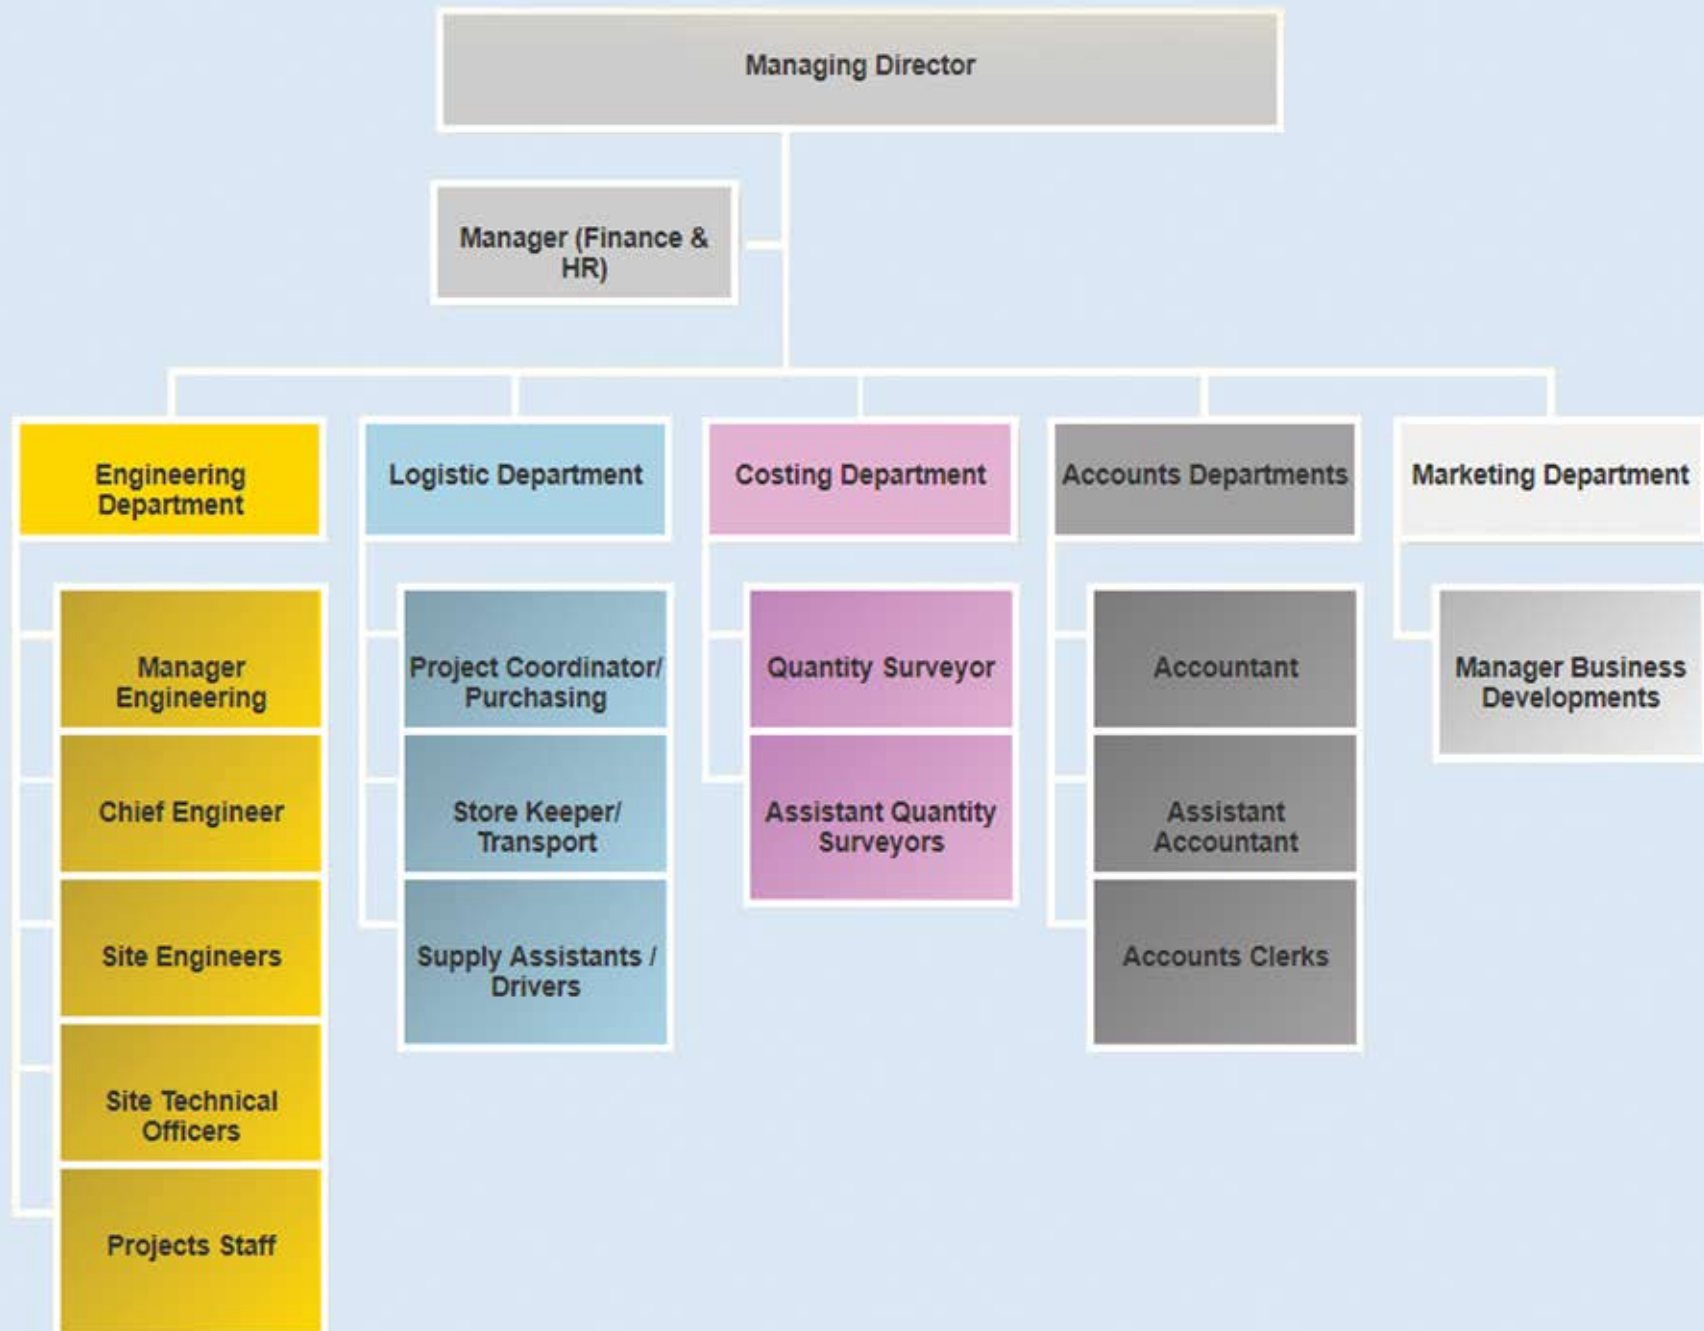 Managing Director
Manager (Finance &
HR)
Engineering
Department
Logistic Department
Costing Department
Accounts Departments
Marketing Department
Manager
Engineering
Project Coordinator/
Purchasing
Quantity Surveyor
Accountant
Manager Business
Developments
Chief Engineer
Store Keeper/
Transport
Assistant Quantity
Surveyors
Assistant
Accountant
Site Engineers
Supply Assistants /
Drivers
Accounts Clerks
Site Technical
Officers
Projects Staff